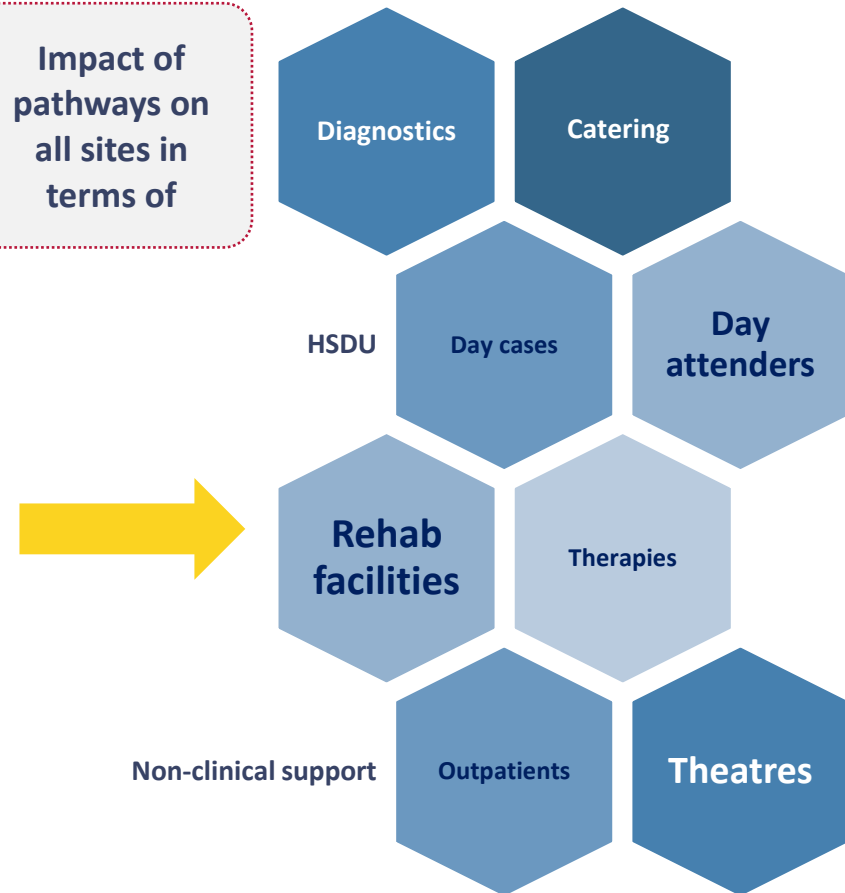 Impact of
pathways on
all sites in
terms of
Diagnostics
Catering
HSDU
Day cases
Day
attenders
Rehab
facilities
Therapies
Non-clinical support
Outpatients
Theatres